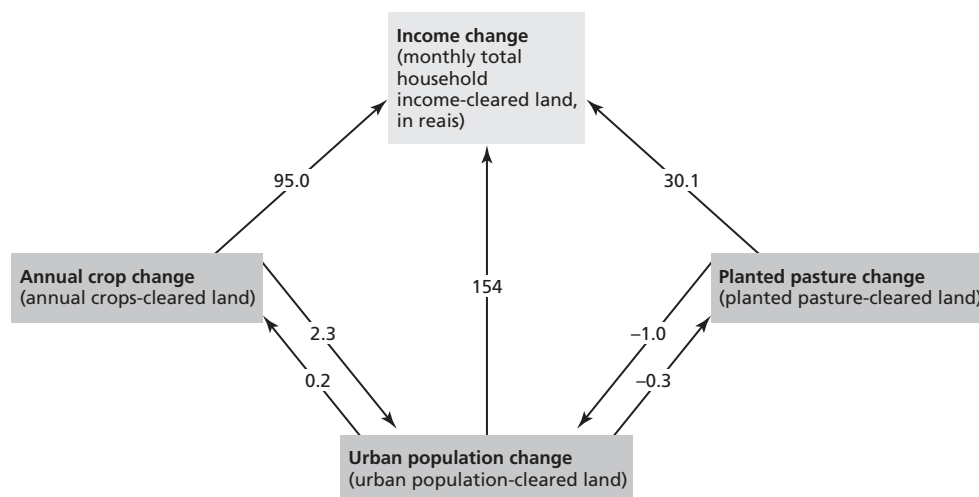 Income change
(monthly total
household
income-cleared land,
in reais)
95.0
30.1
Annual crop change
(annual crops-cleared land)
154
Planted pasture change
(planted pasture-cleared land)
2.3
–1.0
0.2
–0.3
Urban population change
(urban population-cleared land)